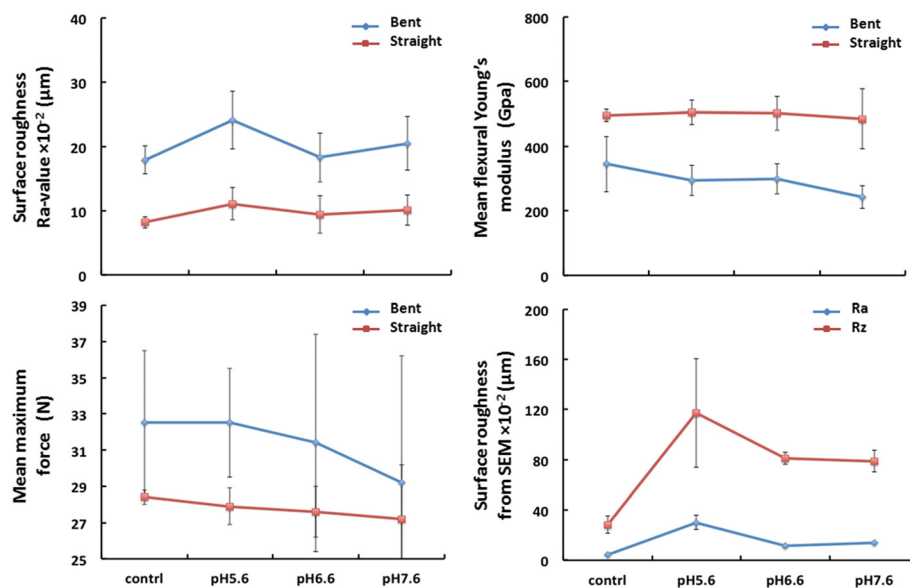 Surface roughness
Ra-value ×10⁻² (μm)
40
30
20
10
0
Bent
Straight
Mean flexural Young's
modulus (Gpa)
800
600
400
200
0
Bent
Straight
Mean maximum
force (N)
39
37
35
33
31
29
27
25
Bent
Straight
contrl pH5.6 pH6.6 pH7.6
Surface roughness
from SEM ×10⁻² (μm)
200
160
120
80
40
0
Ra
Rz
contrl pH5.6 pH6.6 pH7.6